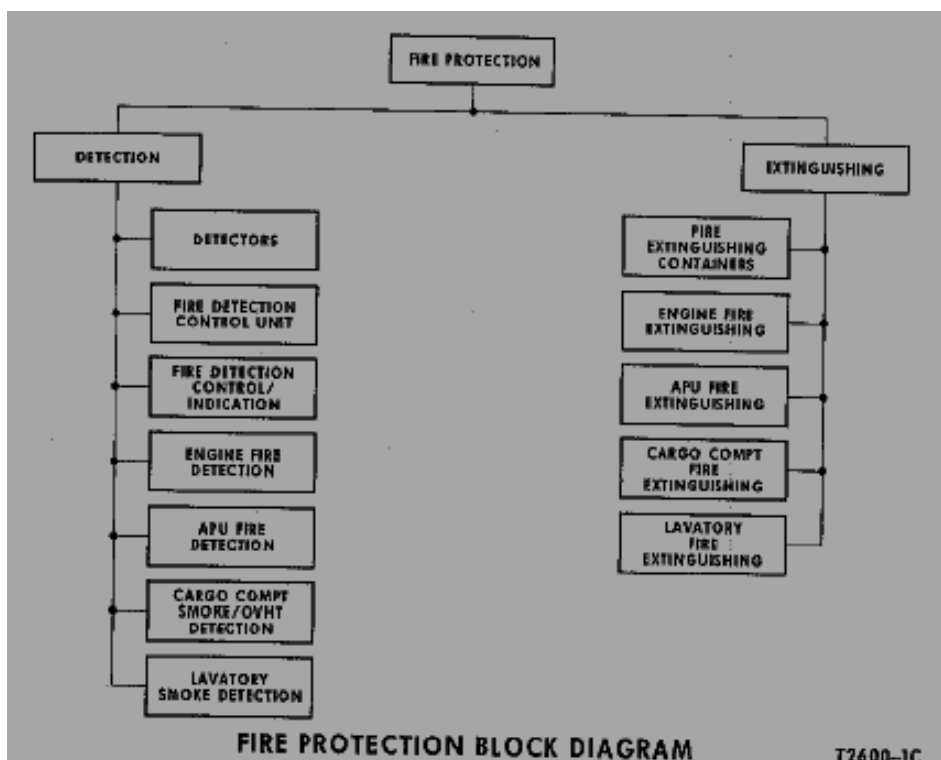 FIRE PROTECTION
DETECTION
EXTINGUISHING
DETECTORS
FIRE DETECTION
CONTROL UNIT
FIRE DETECTION
CONTROL/
INDICATION
ENGINE FIRE
DETECTION
APU FIRE
DETECTION
CARGO COMPT
SMOKE/OVHT
DETECTION
LAVATORY
SMOKE DETECTION
FIRE
EXTINGUISHING
CONTAINERS
ENGINE FIRE
EXTINGUISHING
APU FIRE
EXTINGUISHING
CARGO COMPT
FIRE
EXTINGUISHING
LAVATORY
FIRE
EXTINGUISHING
FIRE PROTECTION BLOCK DIAGRAM
T2600-1C